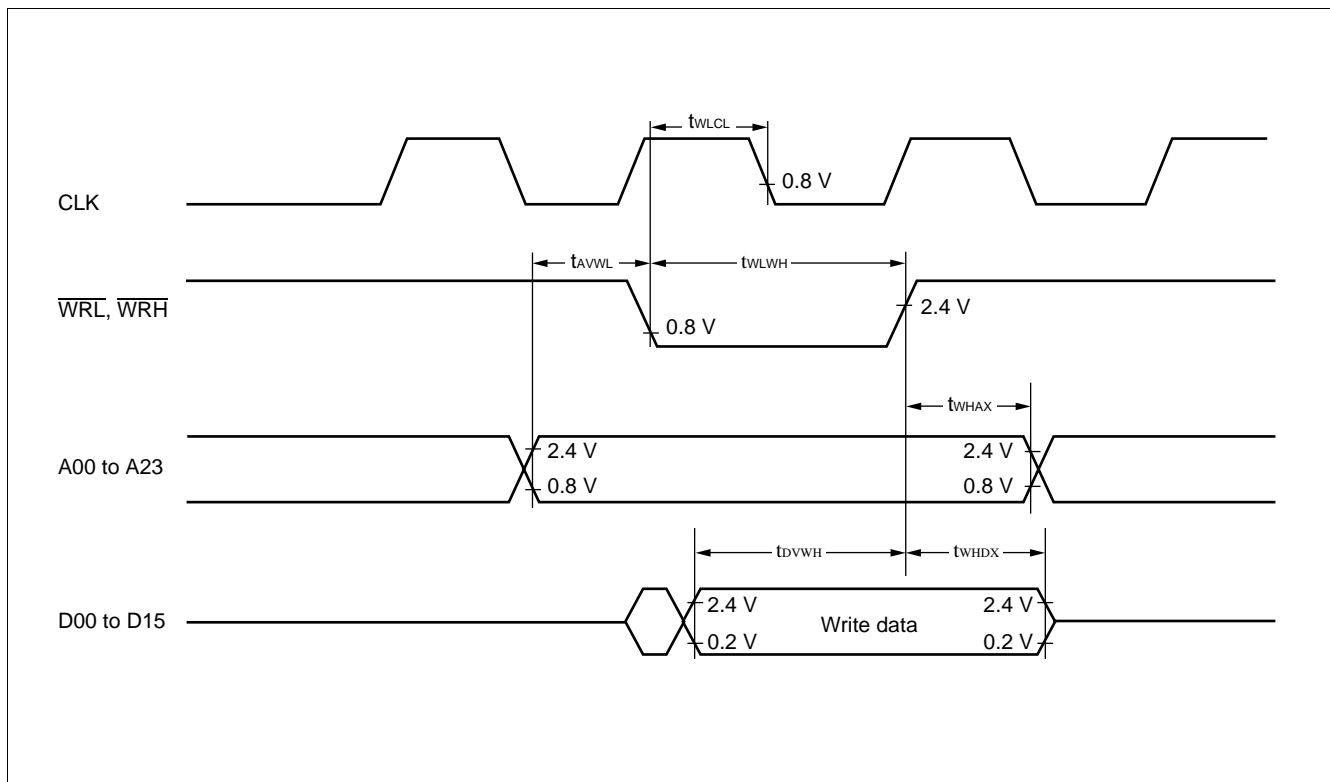 tWLCL
0.8 V
CLK
tAVWL
tWLWH
2.4 V
WRL, WRH
0.8 V
tWHAX
2.4 V
2.4 V
A00 to A23
0.8 V
0.8 V
tDVWH
tWHDX
2.4 V
2.4 V
D00 to D15
Write data
0.2 V
0.2 V